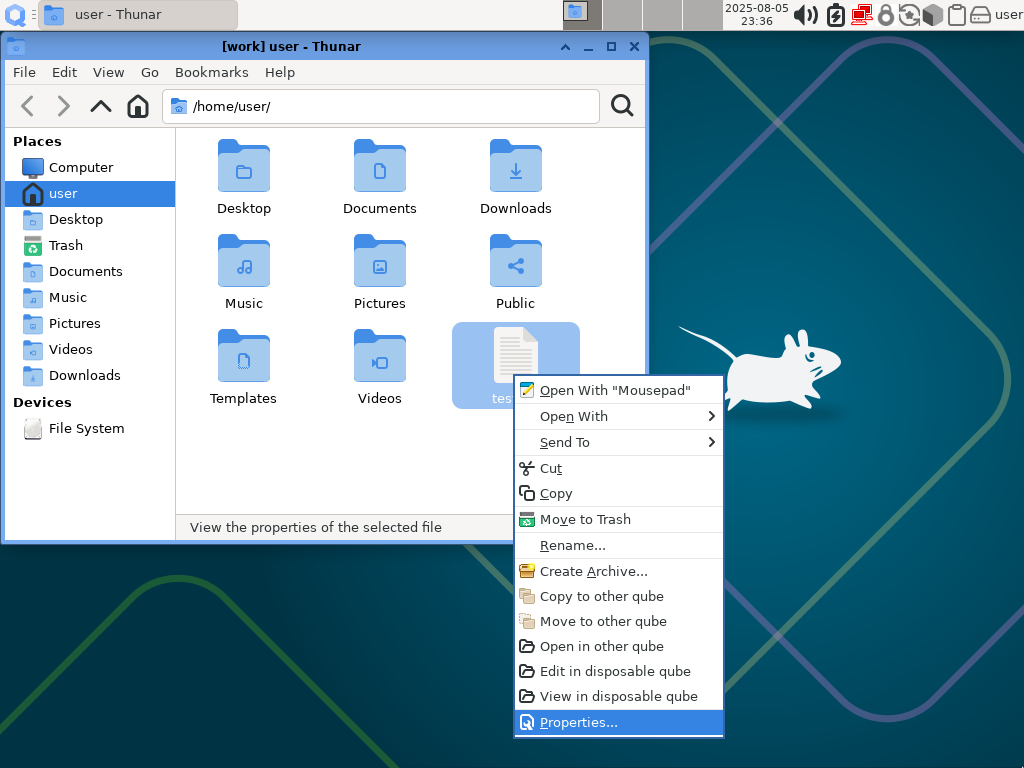 user - Thunar
2025-08-05
23:36
user
[work] user - Thunar
File Edit View Go Bookmarks Help
/home/user/
Places
Computer
user
Desktop
Trash
Documents
Music
Pictures
Videos
Downloads
Devices
File System
Desktop Documents Downloads
Music Pictures Public
Templates Videos
View the properties of the selected file
Open With "Mousepad"
Open With
Send To
Cut
Copy
Move to Trash
Rename...
Create Archive...
Copy to other qube
Move to other qube
Open in other qube
Edit in disposable qube
View in disposable qube
Properties...